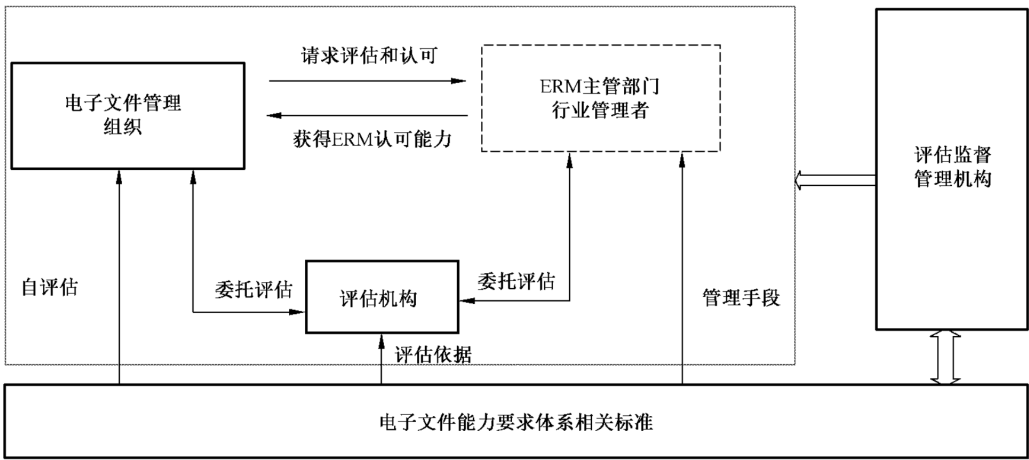 请求评估和认可
电子文件管理
组织
ERM主管部门
行业管理者
获得ERM认可能力
评估监督
管理机构
自评估
委托评估
评估机构
委托评估
管理手段
评估依据
电子文件能力要求体系相关标准